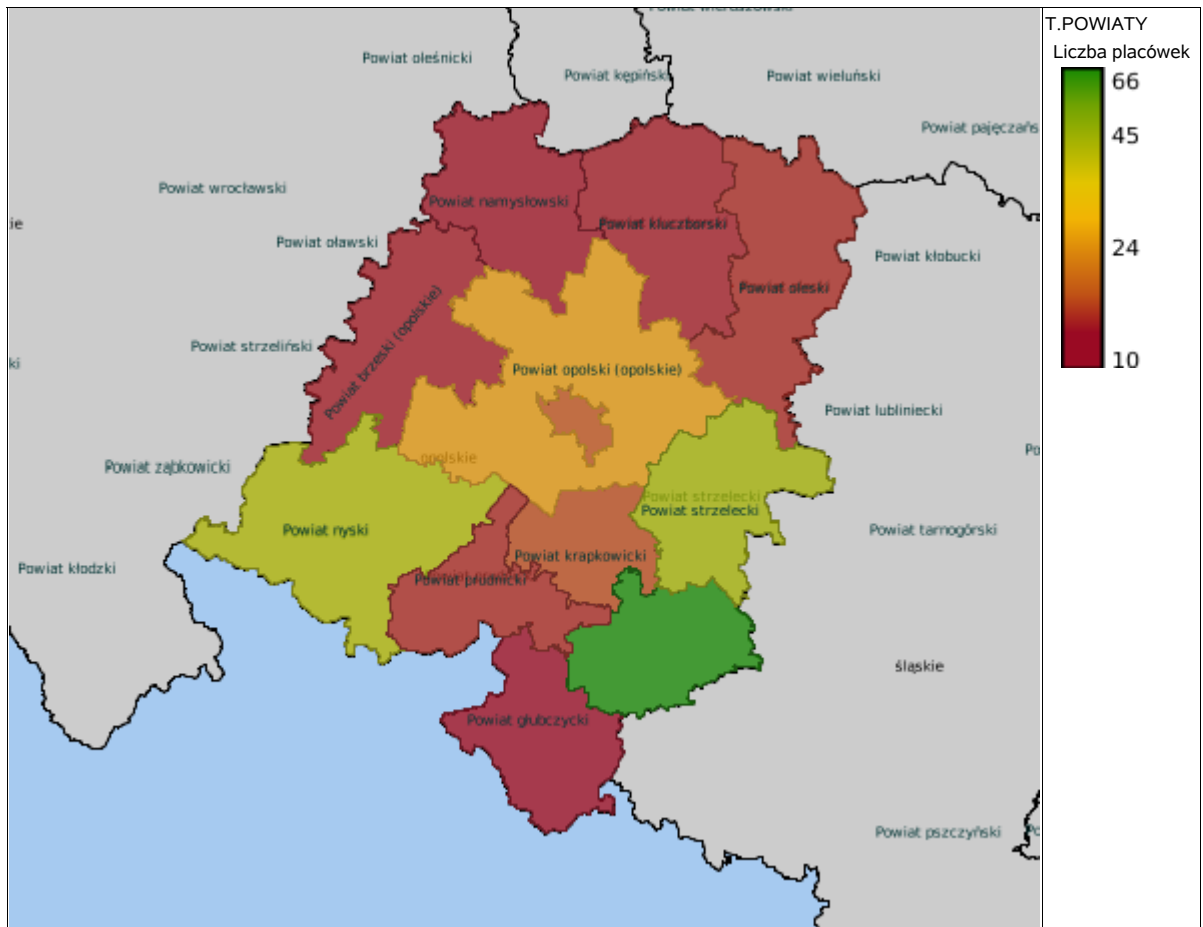 T.POWIATY
Liczba placówek
66
45
24
10
Powiat oleśnicki
Powiat kępiński
Powiat wieluński
Powiat pajęczańs
Powiat wrocławski
Powiat namysłowski
Powiat kluczborski
ie
Powiat oławski
Powiat kłobucki
Powiat oleski
Powiat brzeski (opolskie)
Powiat strzeliński
ki
Powiat opolski (opolskie)
Powiat lubliniecki
opolskie
Powiat ząbkowicki
Powiat strzelecki
Powiat strzelecki
Powiat nyski
Powiat tarnogórski
Powiat krapkowicki
Powiat kłodzki
Powiat prudnicki
śląskie
Powiat głubczycki
Powiat pszczyński